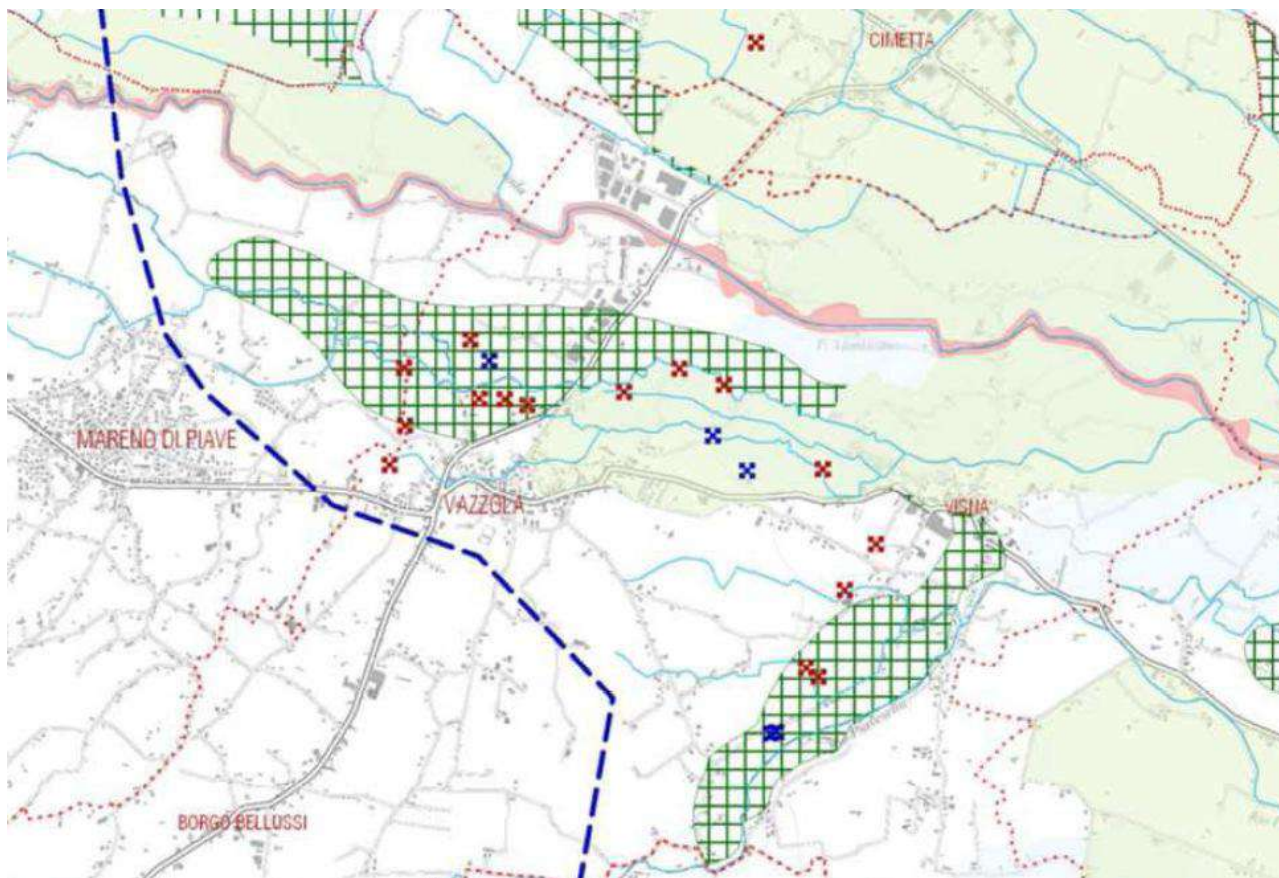 CIMETTA
MARENO DI PIAVE
VAZZOLA
VISNA
BORGO BELLUSSI